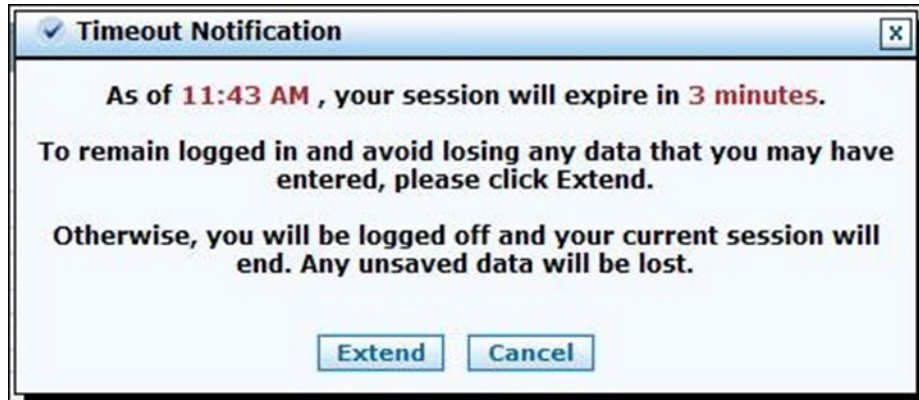 Timeout Notification
x
As of 11:43 AM , your session will expire in 3 minutes.
To remain logged in and avoid losing any data that you may have
entered, please click Extend.
Otherwise, you will be logged off and your current session will
end. Any unsaved data will be lost.
Extend Cancel